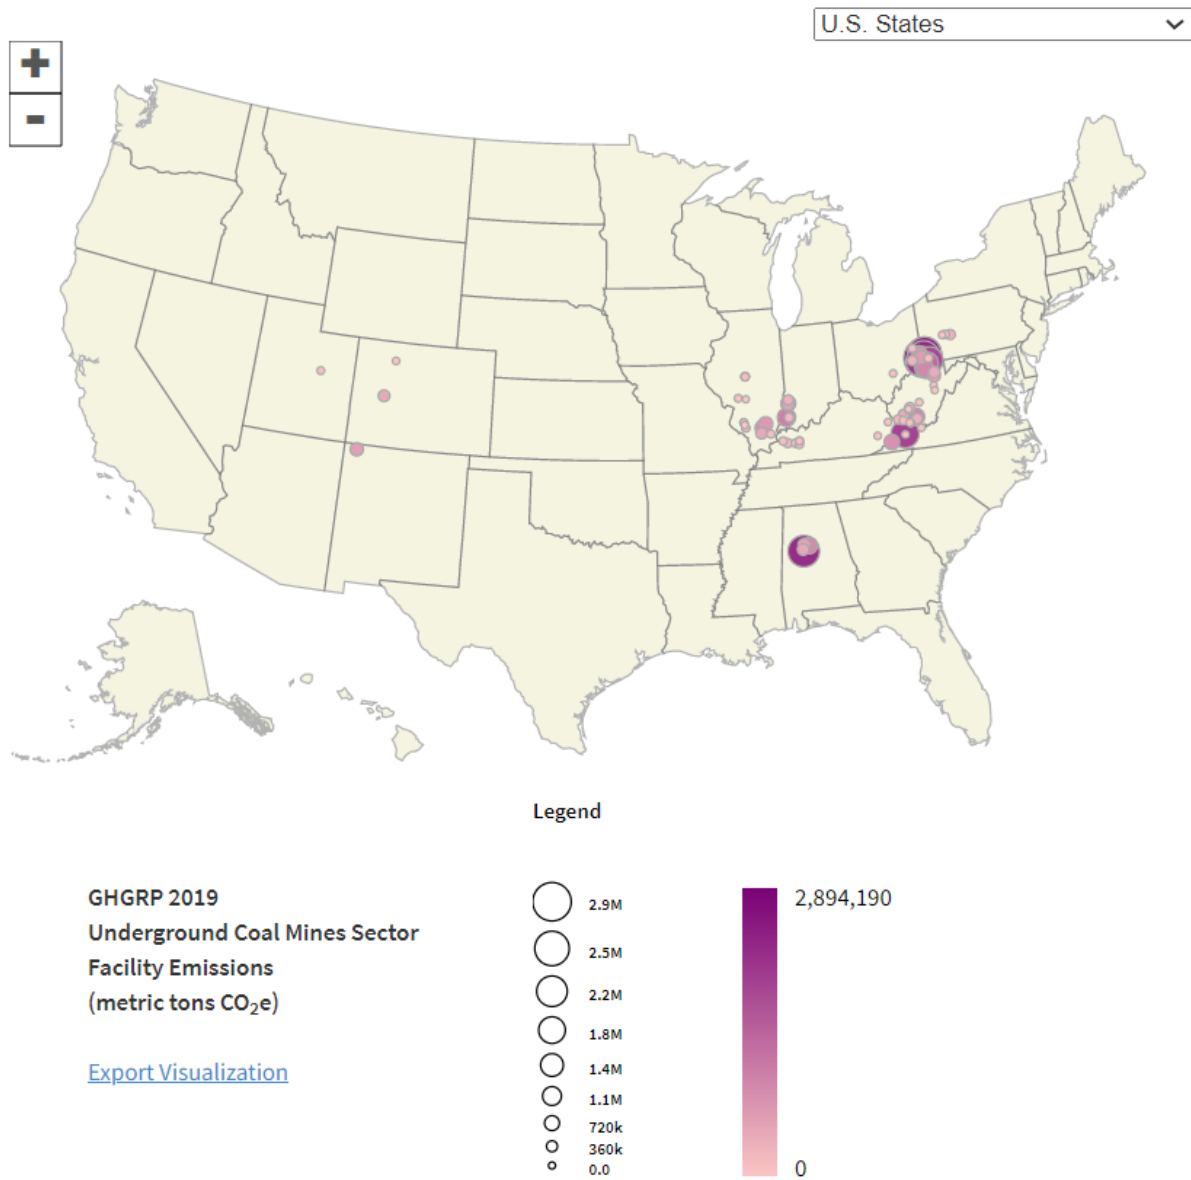 U.S. States
+
-
Legend
GHGRP 2019
Underground Coal Mines Sector
Facility Emissions
(metric tons CO₂e)
Export Visualization
2.9M
2.5M
2.2M
1.8M
1.4M
1.1M
720k
360k
0.0
2,894,190
0